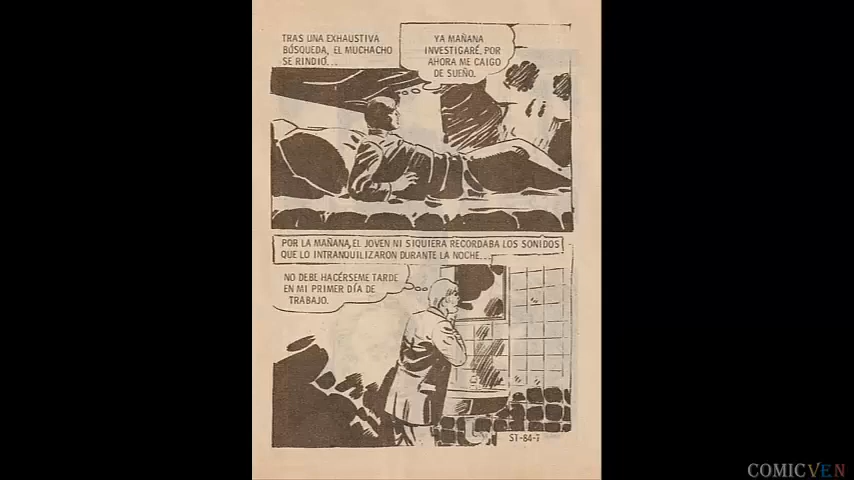 TRAS UNA EXHAUSTIVA
BÚSQUEDA, EL MUCHACHO
SE RINDIÓ...
YA MAÑANA
INVESTIGARÉ, POR
AHORA ME CAIGO
DE SUEÑO.
POR LA MAÑANA, EL JOVEN NI SIQUIERA RECORDABA LOS SONIDOS
QUE LO INTRANQUILIZARON DURANTE LA NOCHE...
NO DEBE HACÉRSEME TARDE
EN MI PRIMER DÍA DE
TRABAJO.
S1-84-7
COMICVEN